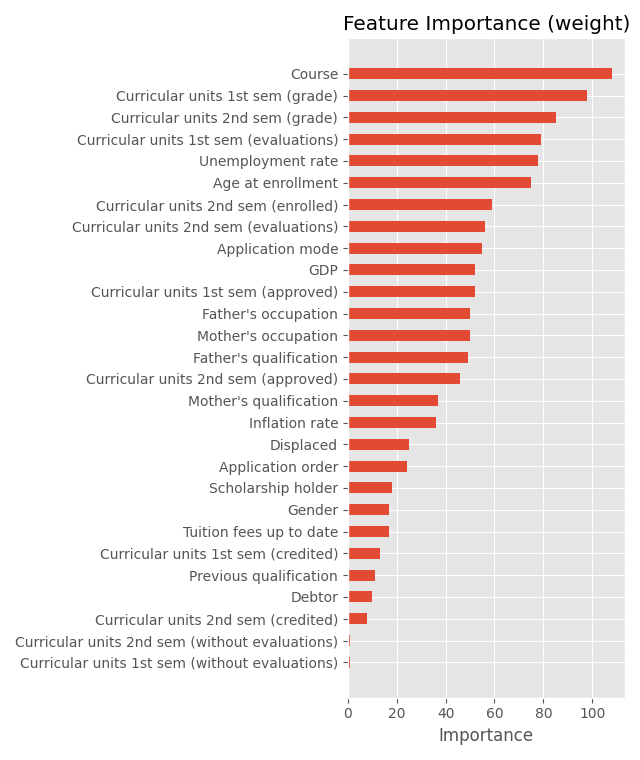 Feature Importance (weight)
Course
Curricular units 1st sem (grade)
Curricular units 2nd sem (grade)
Curricular units 1st sem (evaluations)
Unemployment rate
Age at enrollment
Curricular units 2nd sem (enrolled)
Curricular units 2nd sem (evaluations)
Application mode
GDP
Curricular units 1st sem (approved)
Father's occupation
Mother's occupation
Father's qualification
Curricular units 2nd sem (approved)
Mother's qualification
Inflation rate
Displaced
Application order
Scholarship holder
Gender
Tuition fees up to date
Curricular units 1st sem (credited)
Previous qualification
Debtor
Curricular units 2nd sem (credited)
Curricular units 2nd sem (without evaluations)
Curricular units 1st sem (without evaluations)
0 20 40 60 80 100
Importance